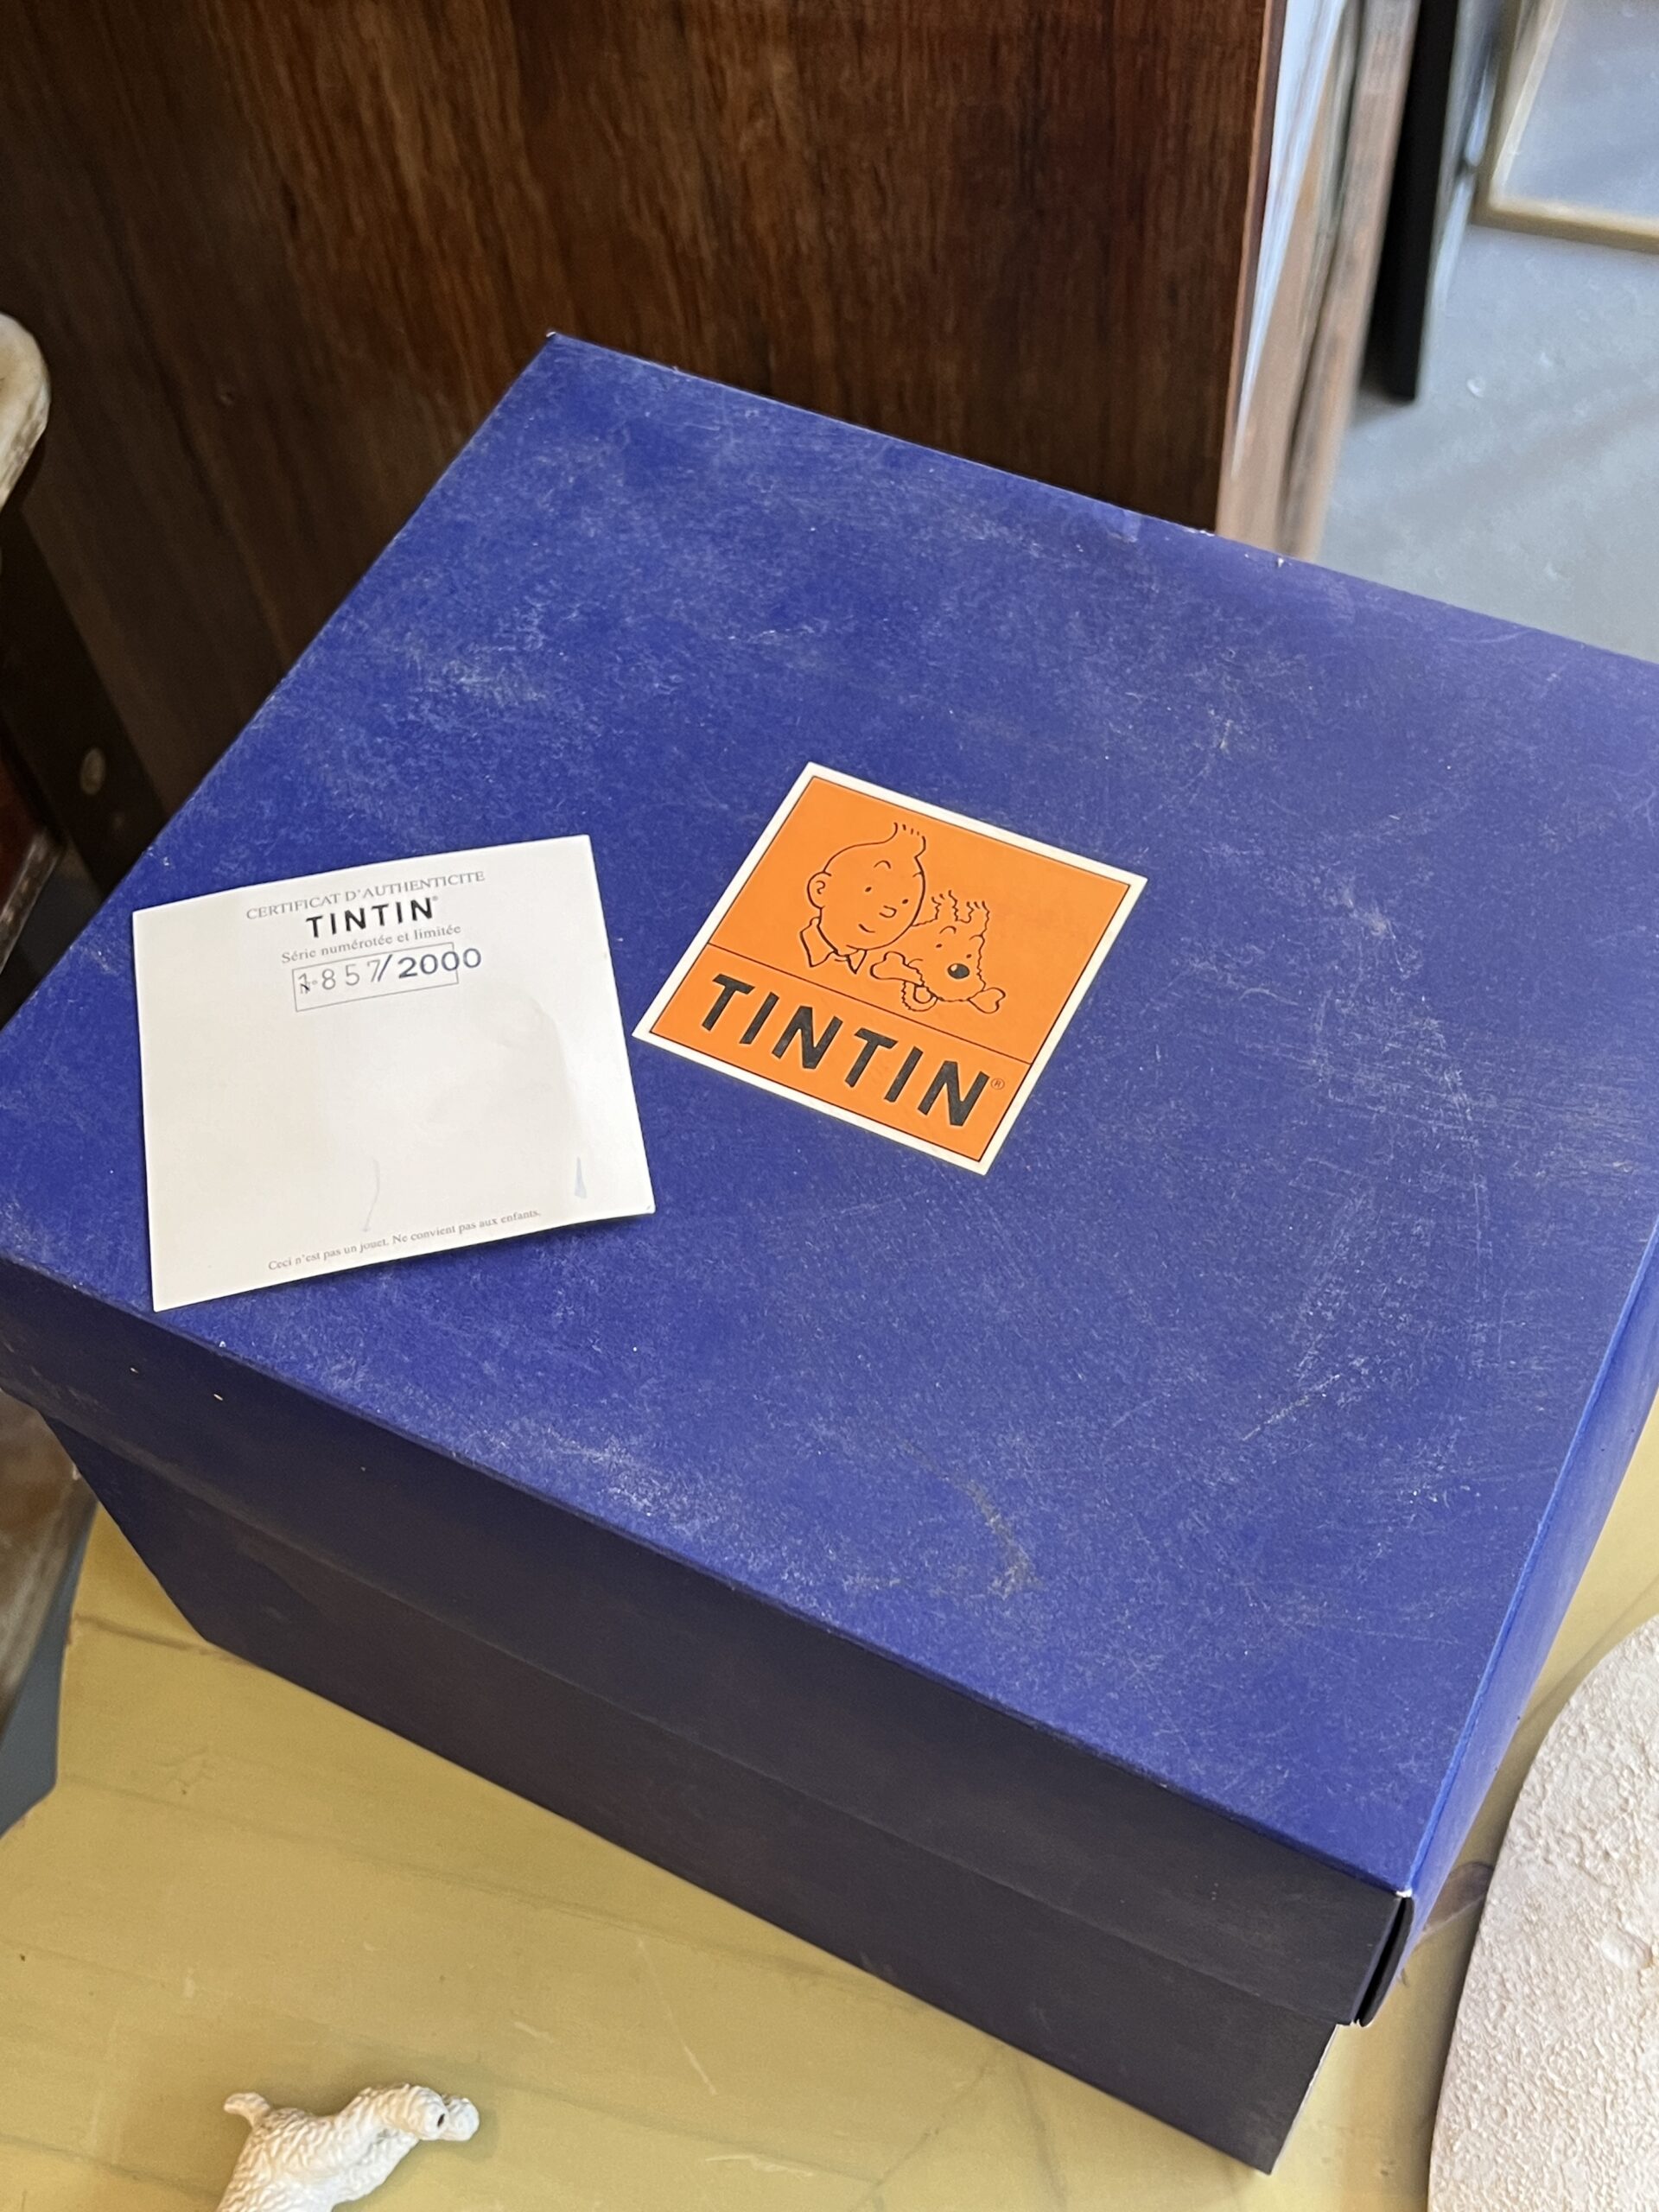 CERTIFICAT D'AUTHENTICITE
TINTIN®
Série numérotée et limitée
1857/2000
Ceci n'est pas un jouet. Ne convient pas aux enfants.
TINTIN®